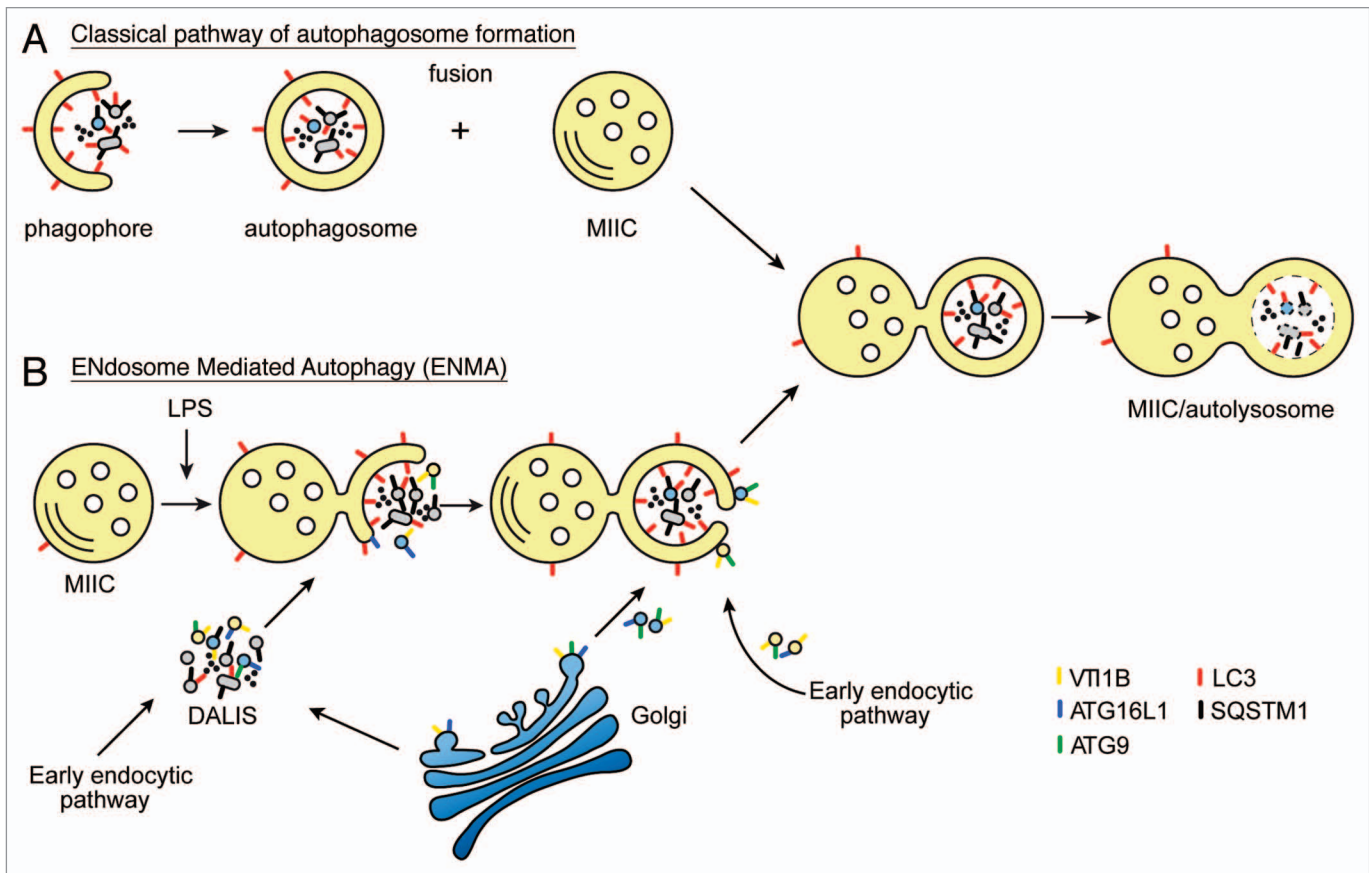 A Classical pathway of autophagosome formation
fusion
+
phagophore
autophagosome
MIIC
MIIC/autolysosome
B ENdosome Mediated Autophagy (ENMA)
LPS
MIIC
DALIS
Early endocytic
pathway
Golgi
Early endocytic
pathway
VTI1B
ATG16L1
ATG9
LC3
SQSTM1